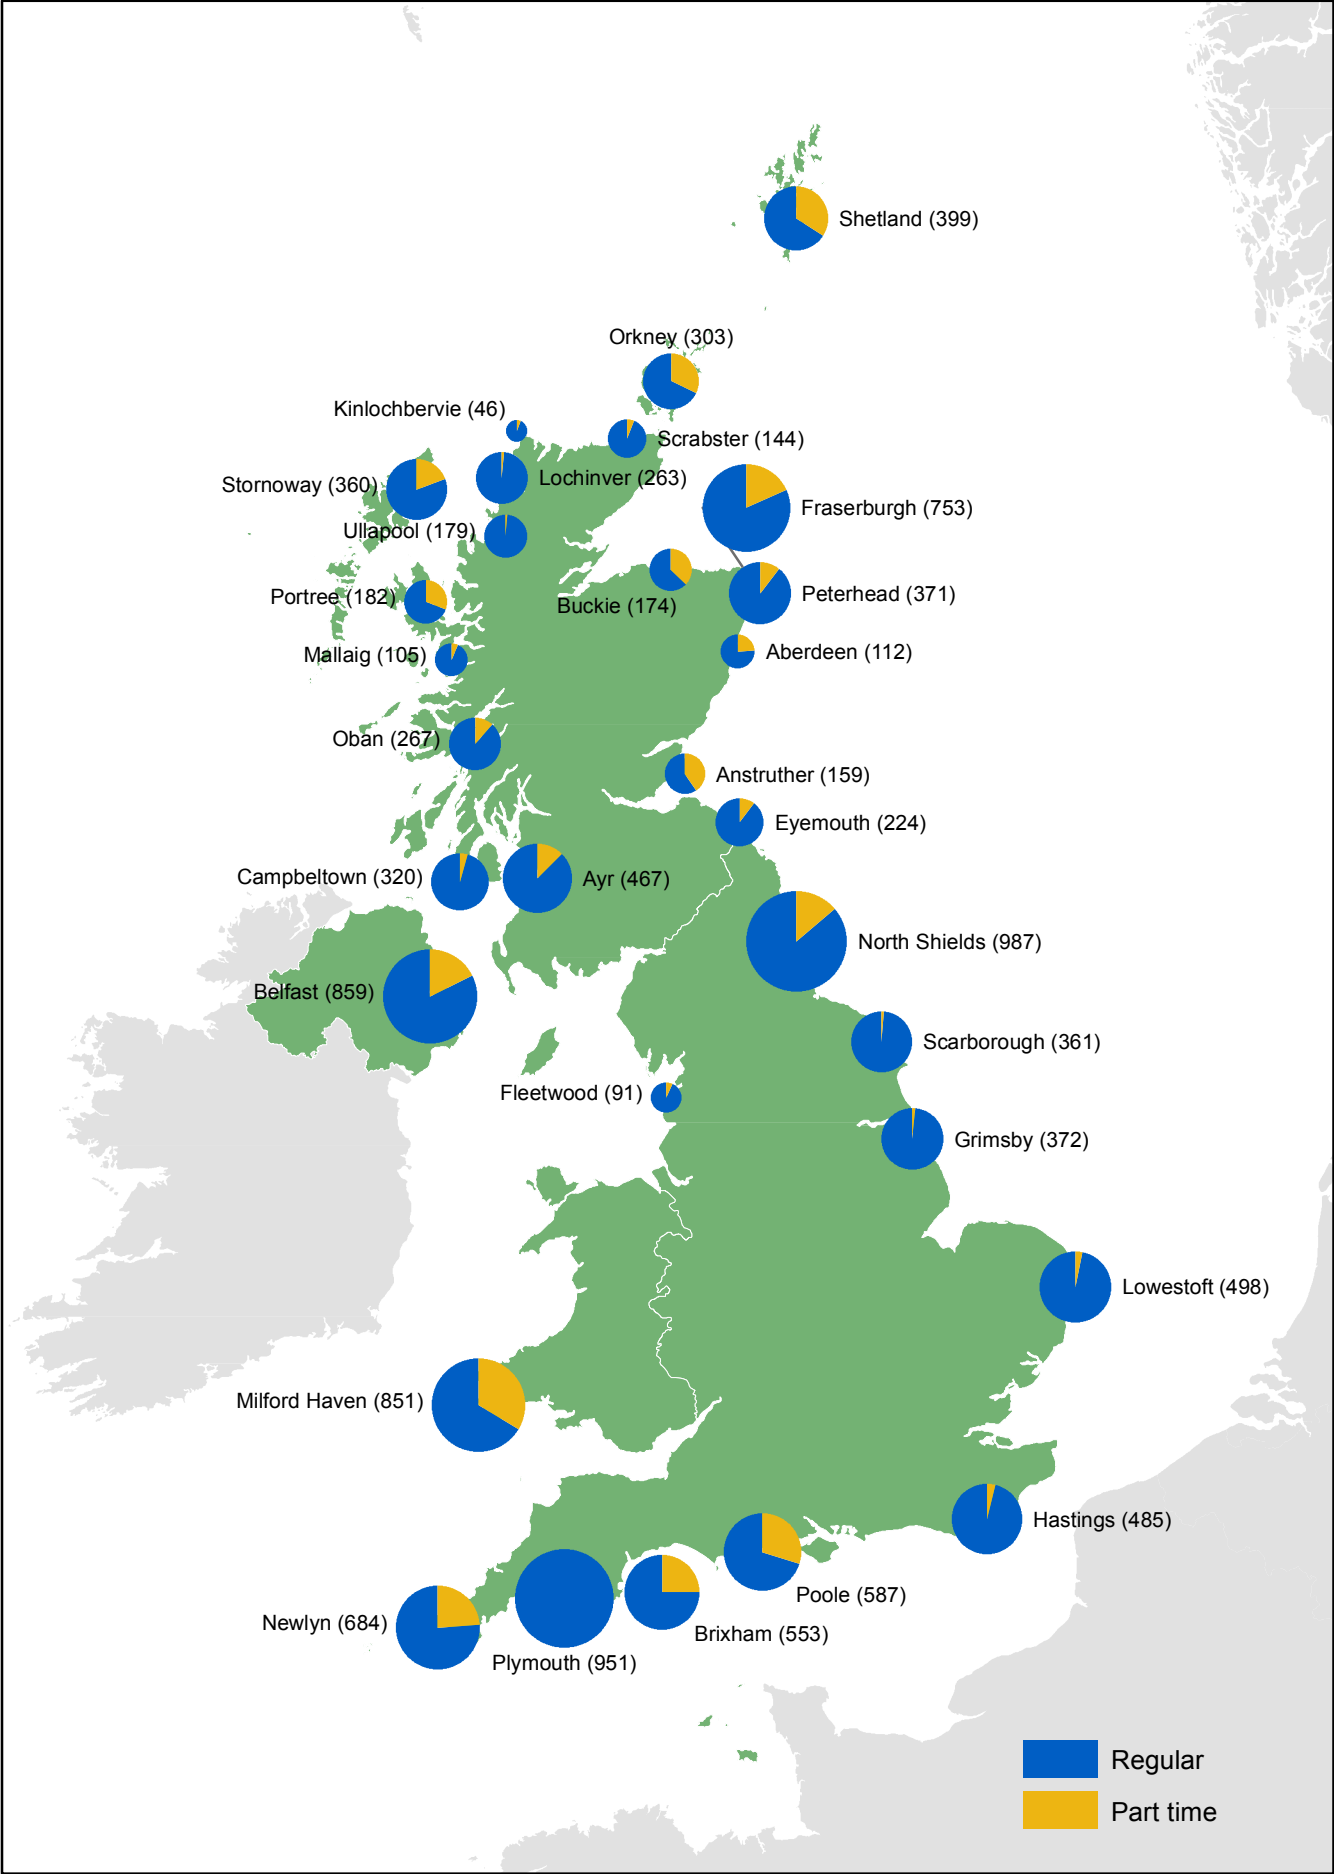 Shetland (399)
Orkney (303)
Kinlochbervie (46)
Scrabster (144)
Lochinver (263)
Stornoway (360)
Fraserburgh (753)
Ullapool (179)
Peterhead (371)
Portree (182)
Buckie (174)
Aberdeen (112)
Mallaig (105)
Oban (267)
Anstruther (159)
Eyemouth (224)
Campbeltown (320)
Ayr (467)
North Shields (987)
Belfast (859)
Scarborough (361)
Fleetwood (91)
Grimsby (372)
Lowestoft (498)
Milford Haven (851)
Hastings (485)
Poole (587)
Newlyn (684)
Brixham (553)
Plymouth (951)
Regular
Part time